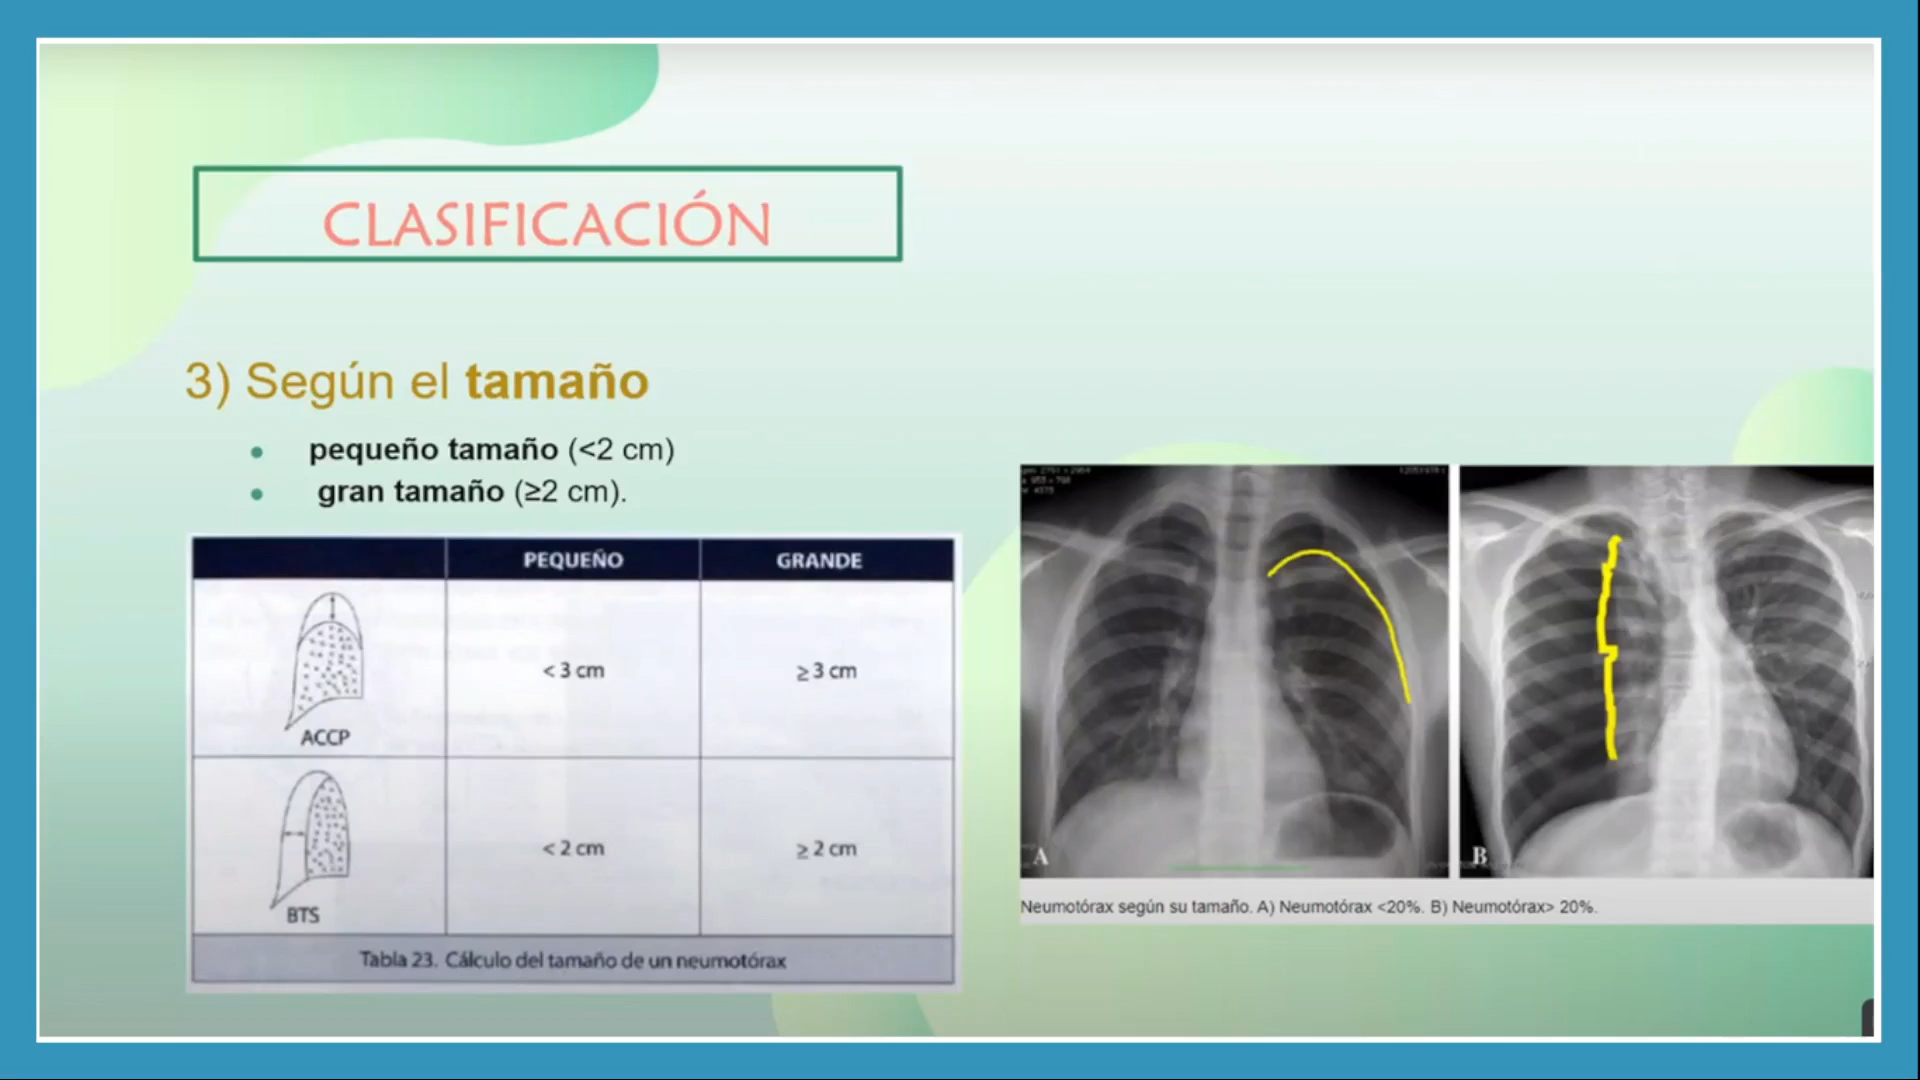 CLASIFICACIÓN
3) Según el tamaño
pequeño tamaño (<2 cm)
gran tamaño (≥2 cm).
PEQUEÑO GRANDE
< 3 cm ≥ 3 cm
ACCP
< 2 cm ≥ 2 cm
BTS
Tabla 23. Cálculo del tamaño de un neumotórax
A
B
Neumotórax según su tamaño. A) Neumotórax <20%. B) Neumotórax> 20%.